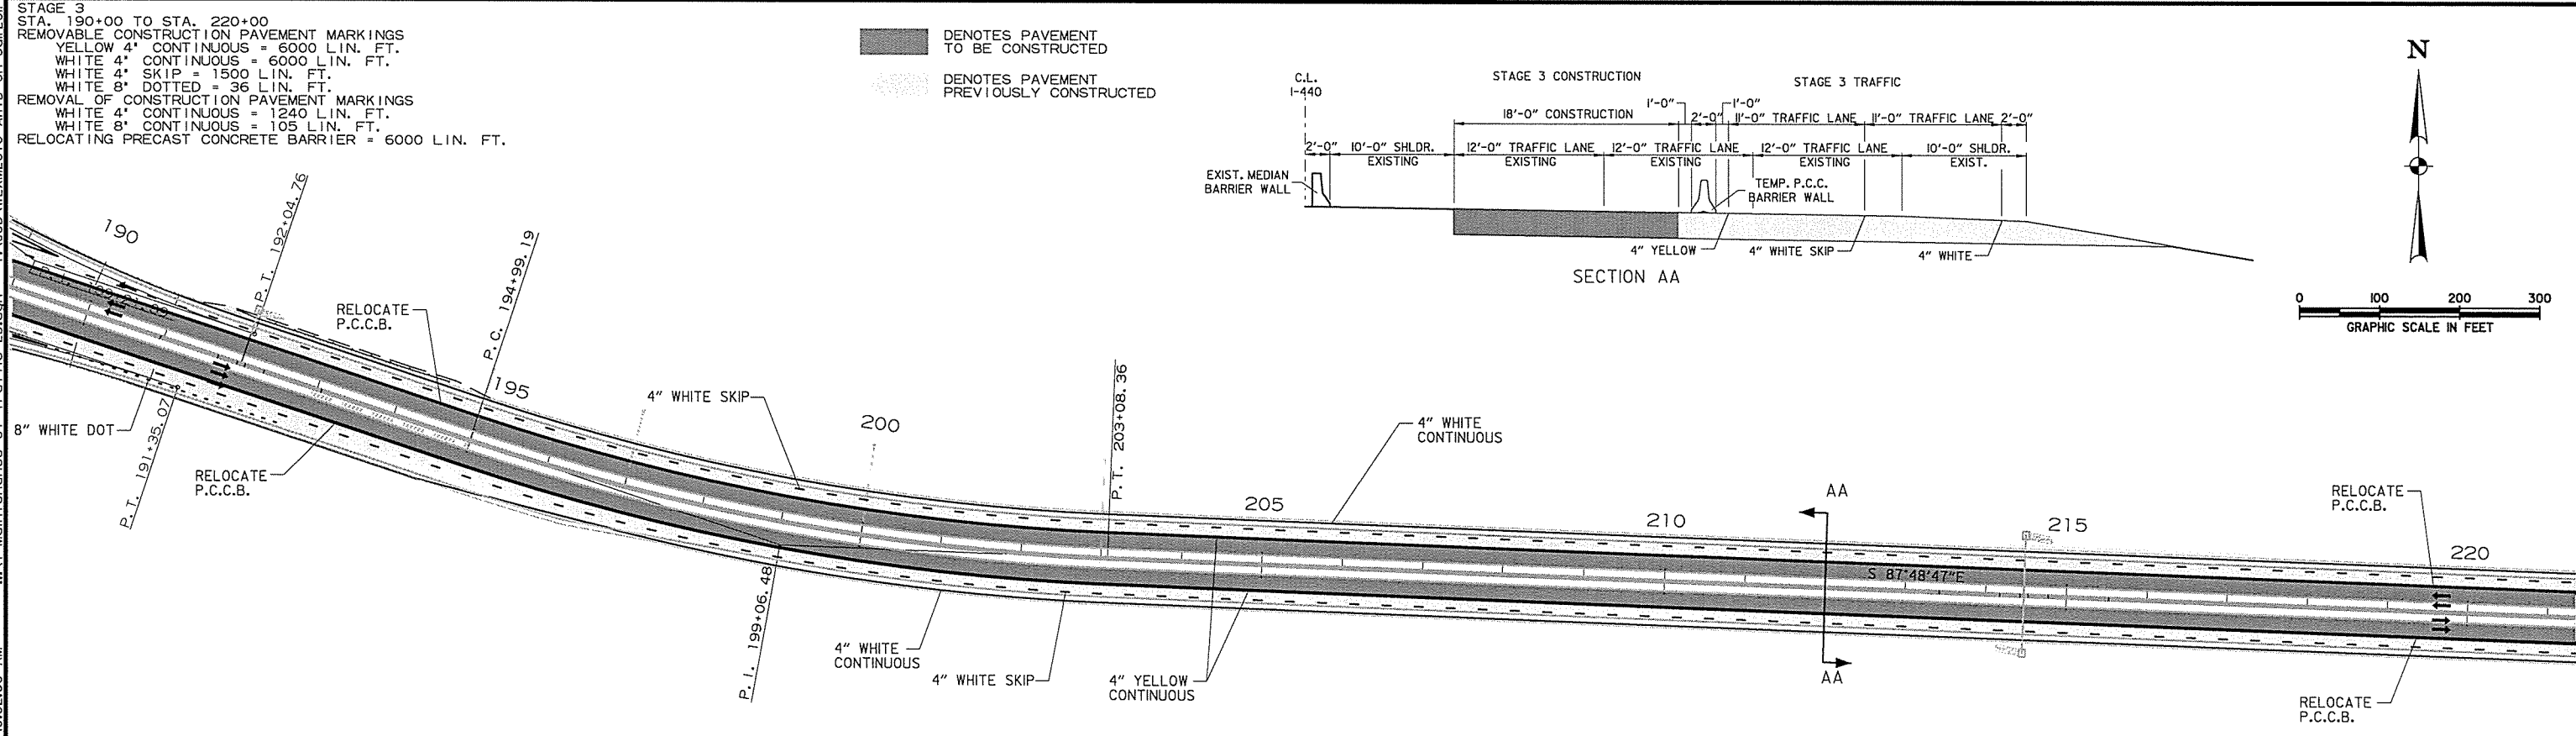 STAGE 3
STA. 190+00 TO STA. 220+00
REMOVABLE CONSTRUCTION PAVEMENT MARKINGS
YELLOW 4" CONTINUOUS = 6000 LIN. FT.
WHITE 4" CONTINUOUS = 6000 LIN. FT.
WHITE 4" SKIP = 1500 LIN. FT.
WHITE 8" DOTTED = 36 LIN. FT.
REMOVAL OF CONSTRUCTION PAVEMENT MARKINGS
WHITE 4" CONTINUOUS = 1240 LIN. FT.
WHITE 8" CONTINUOUS = 105 LIN. FT.
RELOCATING PRECAST CONCRETE BARRIER = 6000 LIN. FT.
DENOTES PAVEMENT
TO BE CONSTRUCTED
DENOTES PAVEMENT
PREVIOUSLY CONSTRUCTED
C.L.
I-440
STAGE 3 CONSTRUCTION
STAGE 3 TRAFFIC
1'-0"
1'-0"
18'-0" CONSTRUCTION
2'-0"
11'-0" TRAFFIC LANE
11'-0" TRAFFIC LANE
2'-0"
2'-0"
10'-0" SHLDR.
EXISTING
12'-0" TRAFFIC LANE
EXISTING
12'-0" TRAFFIC LANE
EXISTING
12'-0" TRAFFIC LANE
EXISTING
10'-0" SHLDR.
EXIST.
EXIST. MEDIAN
BARRIER WALL
TEMP. P.C.C.
BARRIER WALL
4" YELLOW
4" WHITE SKIP
4" WHITE
SECTION AA
N
0 100 200 300
GRAPHIC SCALE IN FEET
190
P.T. 192+04.76
P.C. 194+99.19
RELOCATE
P.C.C.B.
195
4" WHITE SKIP
200
P.T. 203+08.36
4" WHITE
CONTINUOUS
205
210
AA
215
RELOCATE
P.C.C.B.
220
S 87°48'47"E
8" WHITE DOT
P.T. 191+35.07
RELOCATE
P.C.C.B.
P.I. 199+06.48
4" WHITE
CONTINUOUS
4" WHITE SKIP
4" YELLOW
CONTINUOUS
AA
RELOCATE
P.C.C.B.